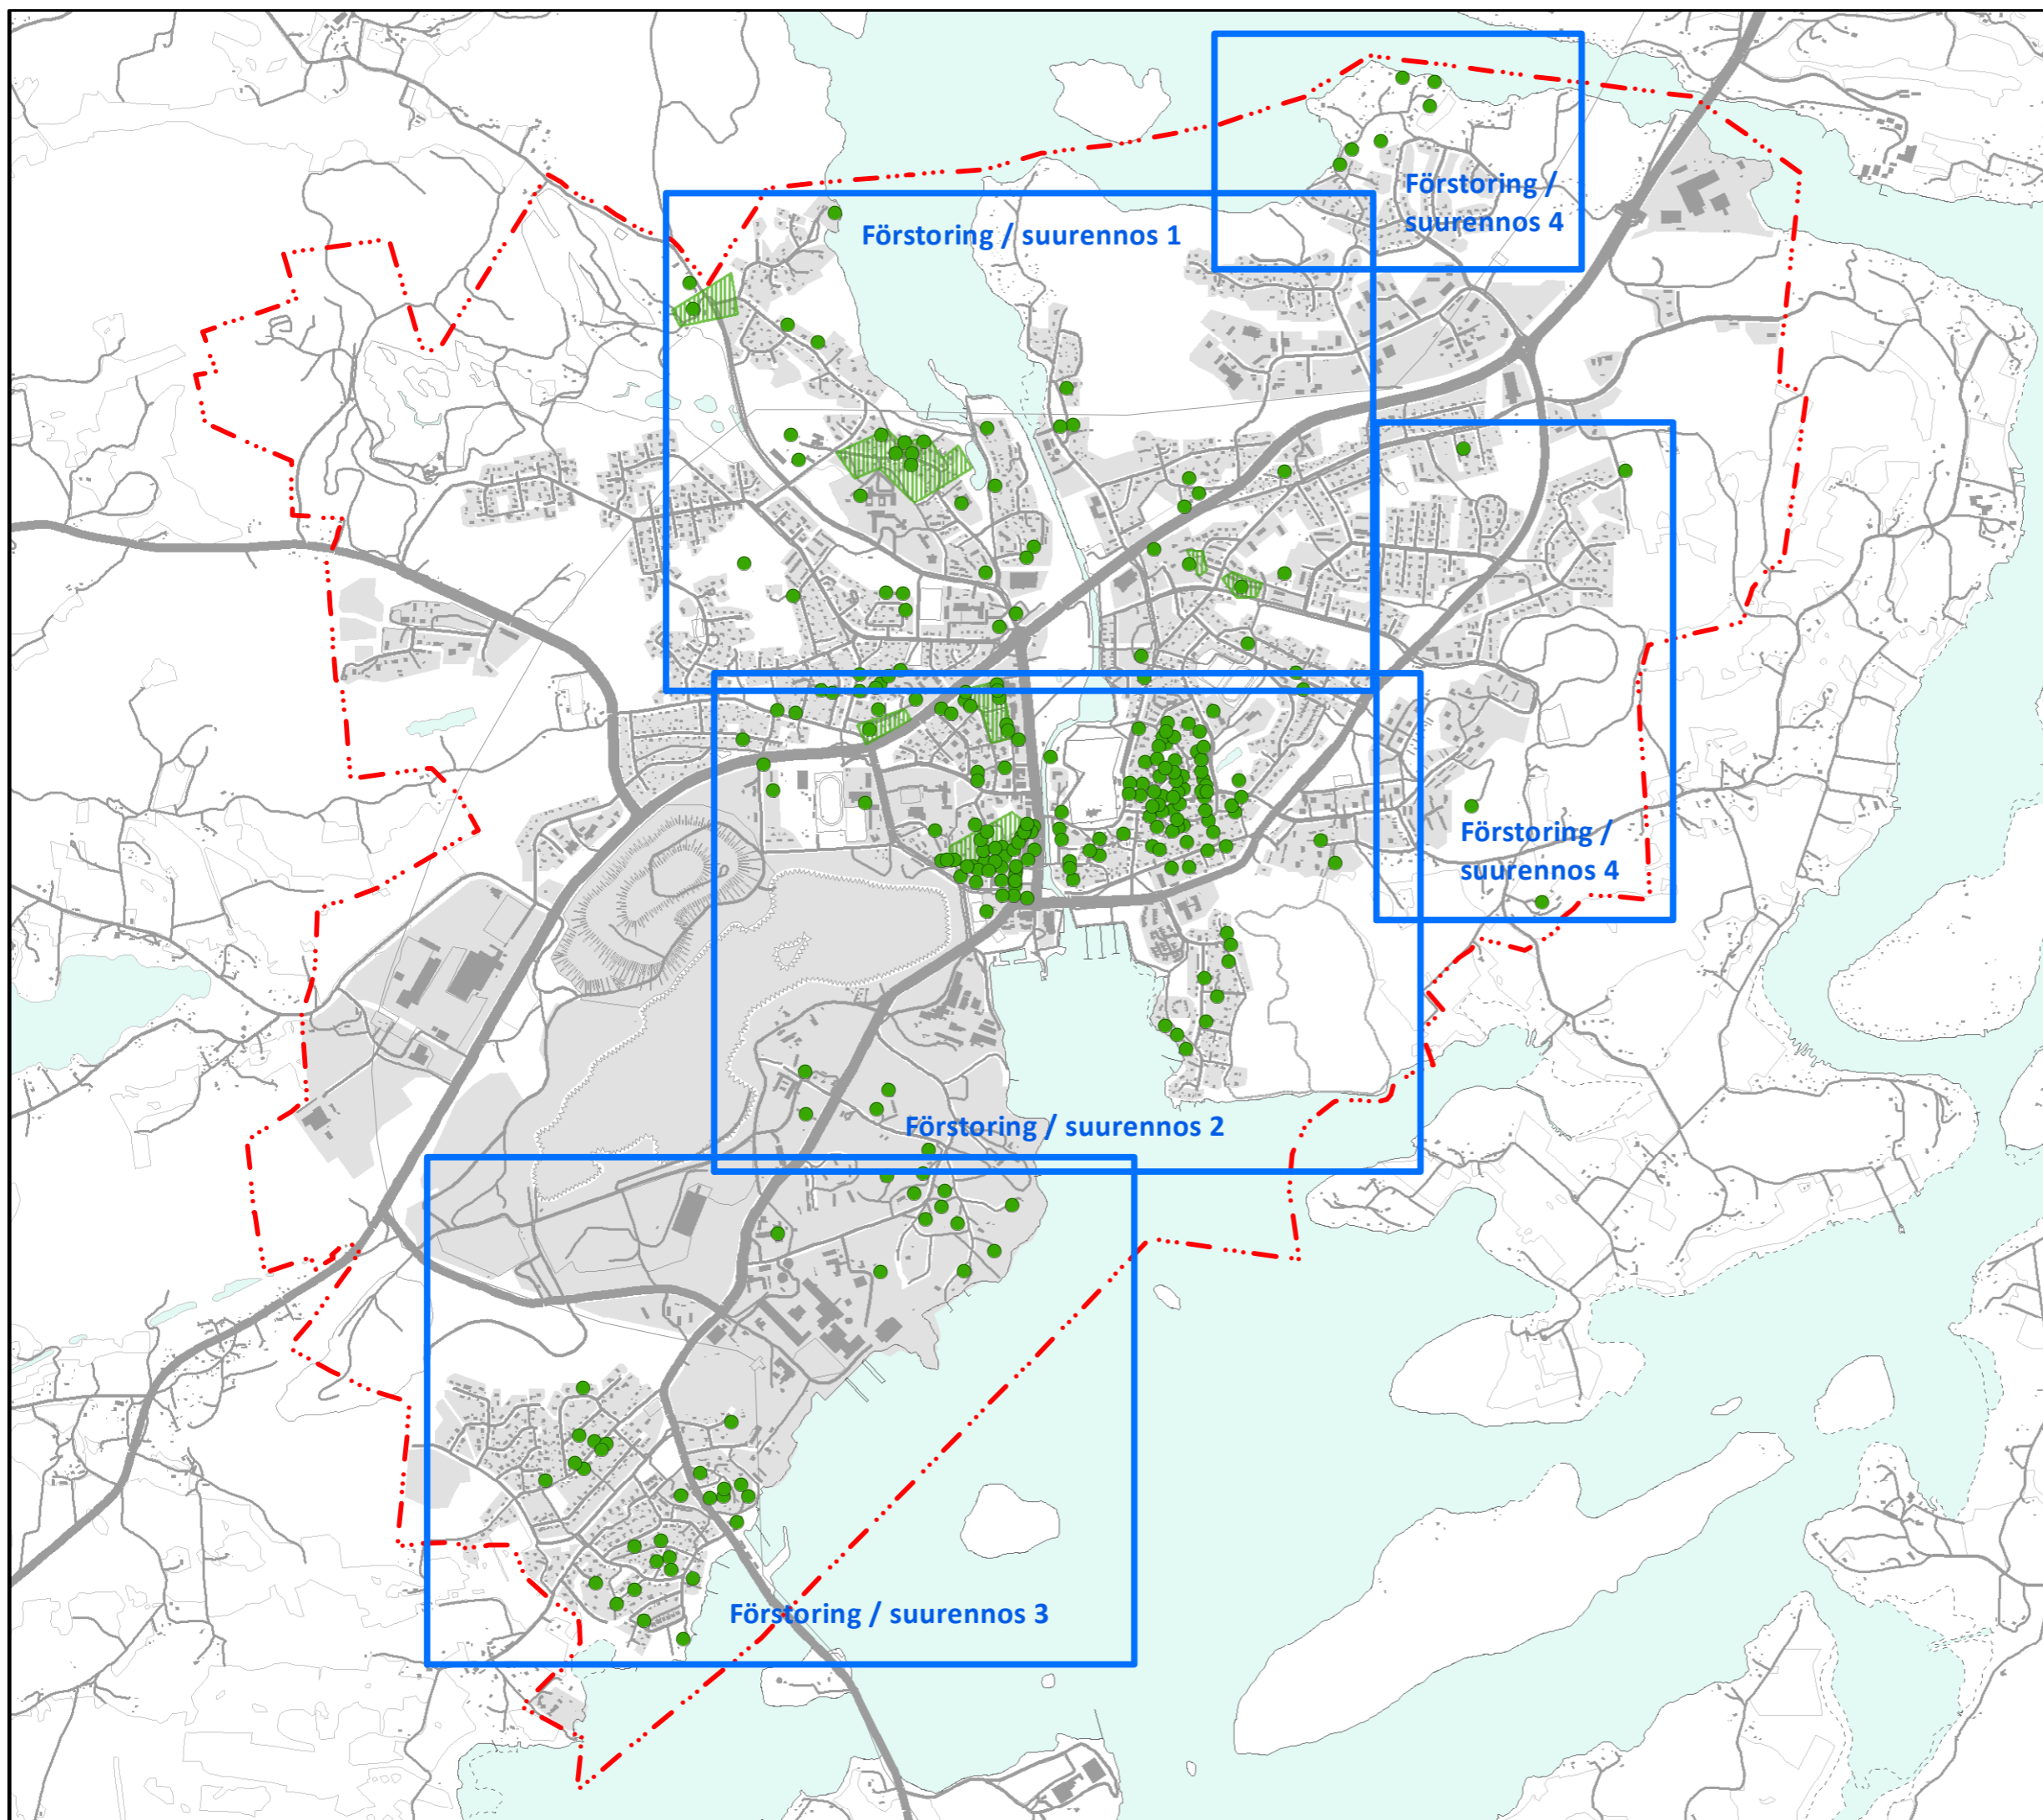 Förstoring /
suurennos 4
Förstoring / suurennos 1
Förstoring /
suurennos 4
Förstoring / suurennos 2
Förstoring / suurennos 3